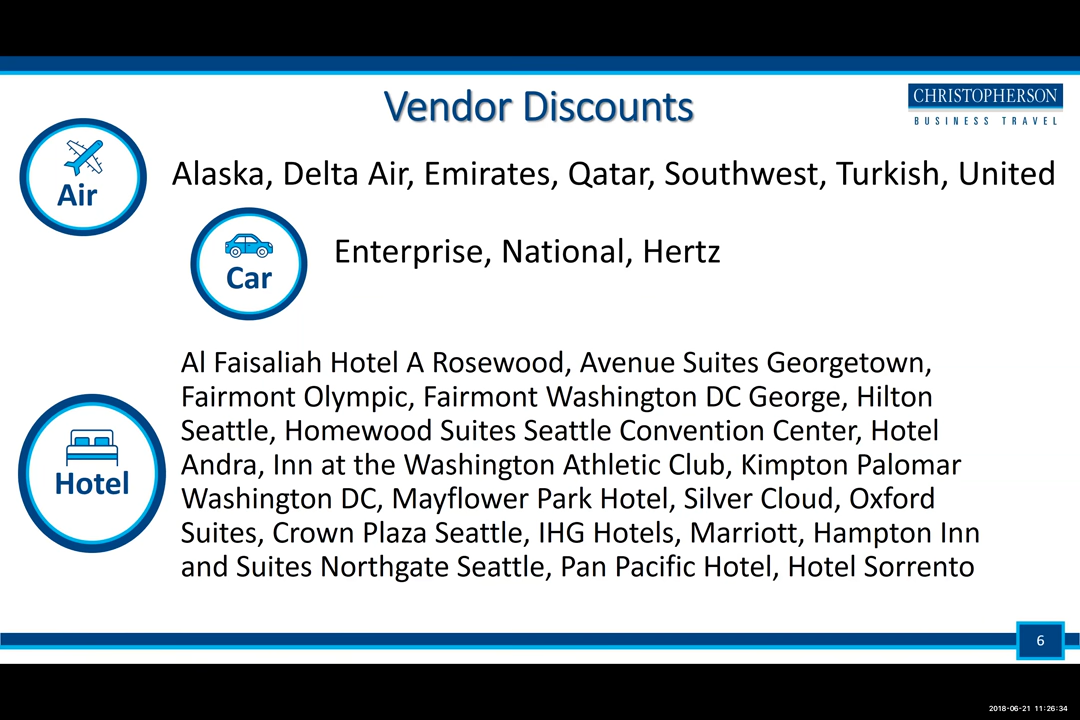 Vendor Discounts
CHRISTOPHERSON
BUSINESS TRAVEL
Air
Alaska, Delta Air, Emirates, Qatar, Southwest, Turkish, United
Car
Enterprise, National, Hertz
Hotel
Al Faisaliah Hotel A Rosewood, Avenue Suites Georgetown,
Fairmont Olympic, Fairmont Washington DC George, Hilton
Seattle, Homewood Suites Seattle Convention Center, Hotel
Andra, Inn at the Washington Athletic Club, Kimpton Palomar
Washington DC, Mayflower Park Hotel, Silver Cloud, Oxford
Suites, Crown Plaza Seattle, IHG Hotels, Marriott, Hampton Inn
and Suites Northgate Seattle, Pan Pacific Hotel, Hotel Sorrento
6
2018-06-21 11:26:34